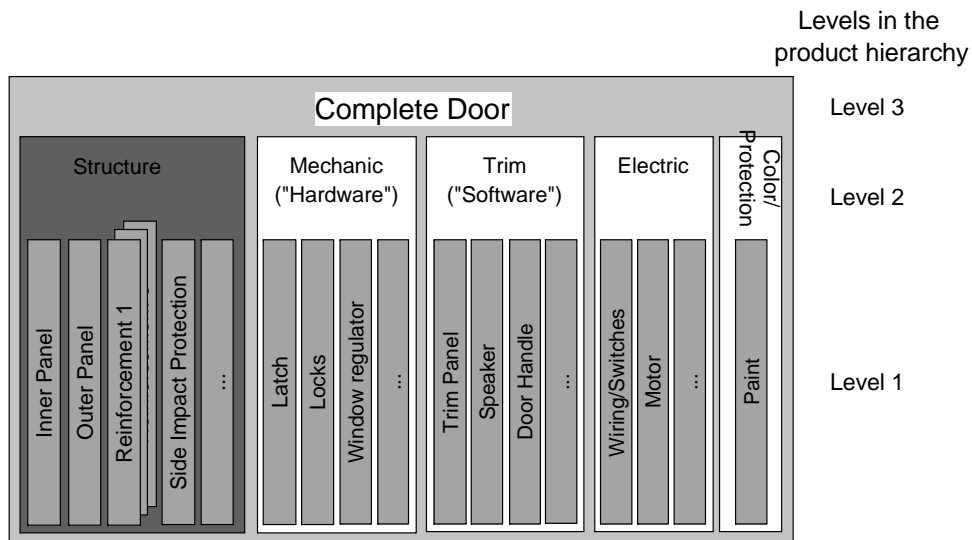 Levels in the
product hierarchy
Complete Door
Level 3
Structure
Mechanic
("Hardware")
Trim
("Software")
Electric
Color/
Protection
Level 2
Inner Panel
Outer Panel
Reinforcement 1
Side Impact Protection
...
Latch
Locks
Window regulator
...
Trim Panel
Speaker
Door Handle
...
Wiring/Switches
Motor
...
Paint
Level 1